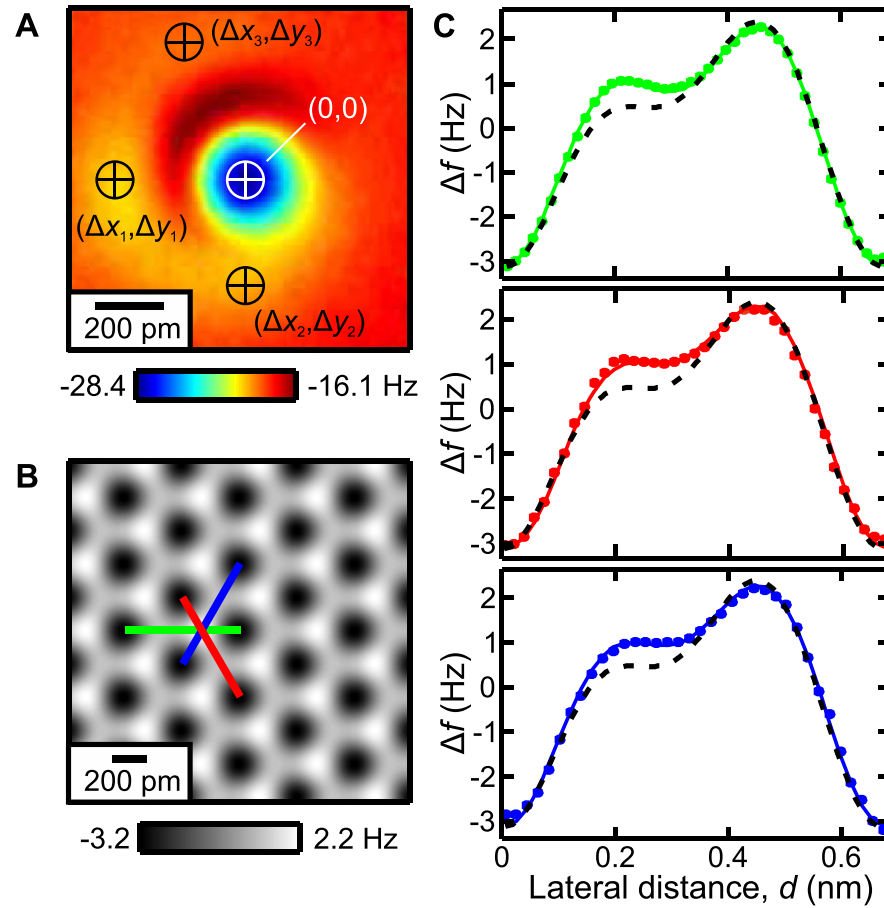 A
(Δx₃,Δy₃)
(0,0)
(Δx₁,Δy₁)
(Δx₂,Δy₂)
200 pm
-28.4
-16.1 Hz
B
200 pm
-3.2
2.2 Hz
C
2
1
0
-1
-2
-3
Δf (Hz)
2
1
0
-1
-2
-3
Δf (Hz)
2
1
0
-1
-2
-3
Δf (Hz)
0 0.2 0.4 0.6
Lateral distance, d (nm)